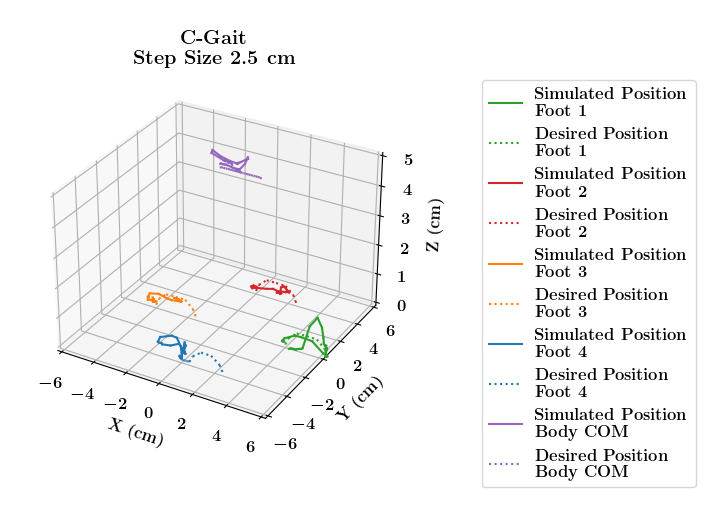 C-Gait
Step Size 2.5 cm
Simulated Position
Foot 1
Desired Position
Foot 1
Simulated Position
Foot 2
Desired Position
Foot 2
Simulated Position
Foot 3
Desired Position
Foot 3
Simulated Position
Foot 4
Desired Position
Foot 4
Simulated Position
Body COM
Desired Position
Body COM
5
4
3
2
1
0
Z (cm)
6
4
2
0
−2
−4
−6
Y (cm)
−6
−4
−2
0
2
4
6
X (cm)